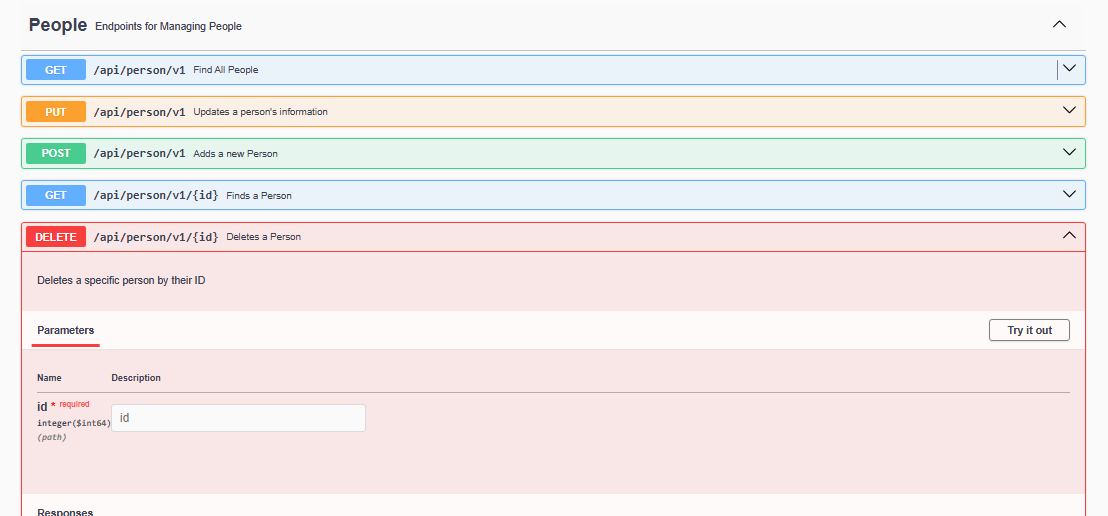 People Endpoints for Managing People
GET /api/person/v1 Find All People
PUT /api/person/v1 Updates a person's information
POST /api/person/v1 Adds a new Person
GET /api/person/v1/{id} Finds a Person
DELETE /api/person/v1/{id} Deletes a Person
Deletes a specific person by their ID
Parameters Try it out
Name Description
id * required
integer($int64) id
(path)
Responses